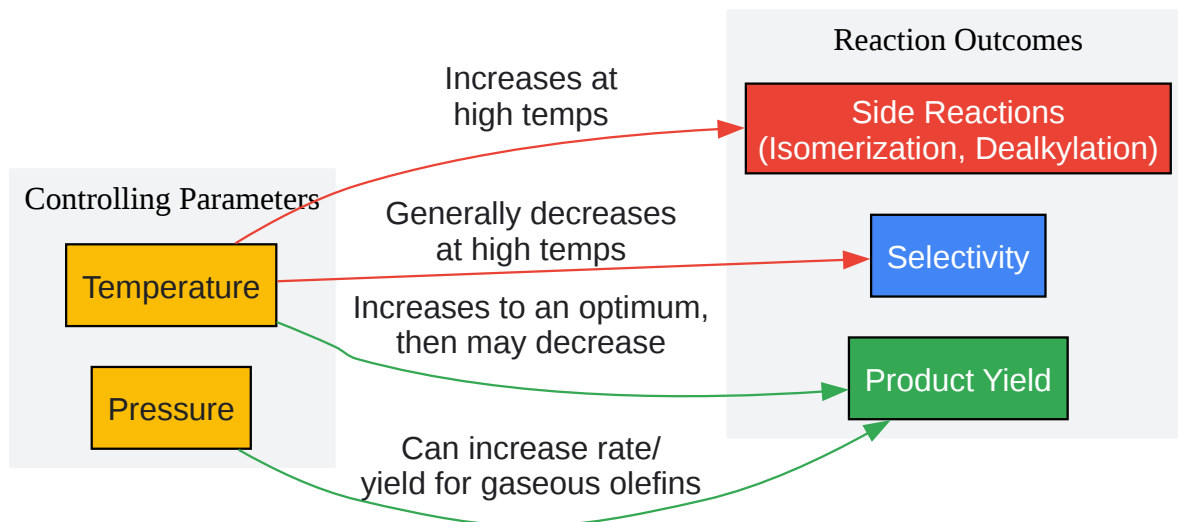 Reaction Outcomes
Increases at
high temps
Side Reactions
(Isomerization, Dealkylation)
Controlling Parameters
Generally decreases
at high temps
Selectivity
Temperature
Increases to an optimum,
then may decrease
Product Yield
Pressure
Can increase rate/
yield for gaseous olefins